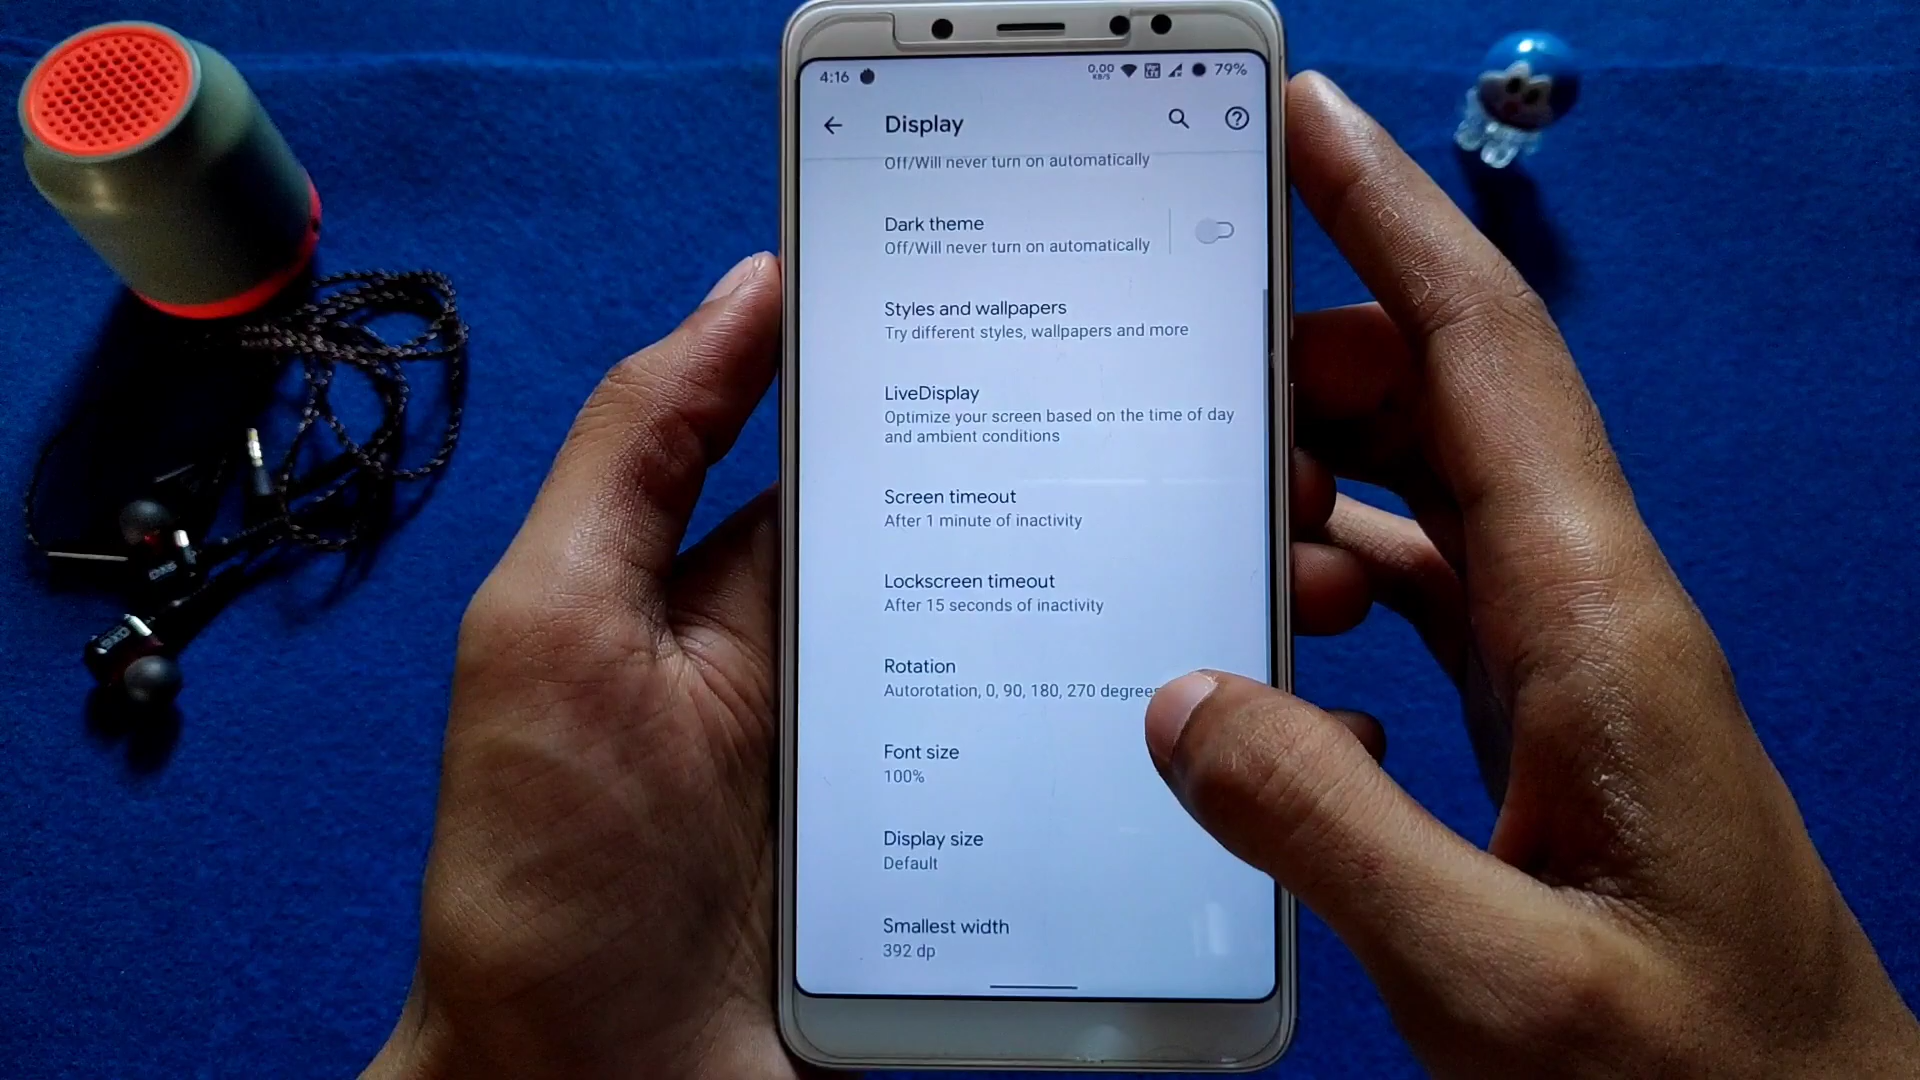 4:16 0.00 KB/S 79%
Display
Off/Will never turn on automatically
Dark theme
Off/Will never turn on automatically
Styles and wallpapers
Try different styles, wallpapers and more
LiveDisplay
Optimize your screen based on the time of day
and ambient conditions
Screen timeout
After 1 minute of inactivity
Lockscreen timeout
After 15 seconds of inactivity
Rotation
Autorotation, 0, 90, 180, 270 degrees
Font size
100%
Display size
Default
Smallest width
392 dp